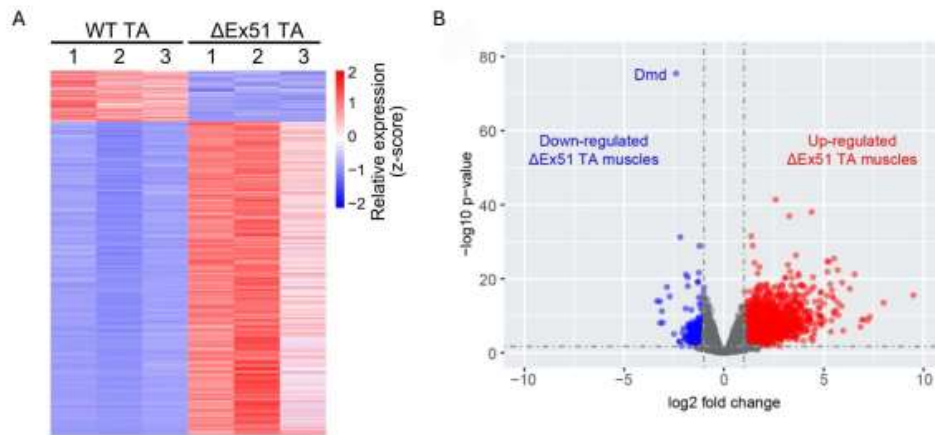 A
WT TA
ΔEx51 TA
1 2 3 1 2 3
2
1
0
−1
−2
Relative expression
(z-score)
B
80
60
40
20
0
−log10 p-value
Dmd
Down-regulated
ΔEx51 TA muscles
Up-regulated
ΔEx51 TA muscles
−10 −5 0 5 10
log2 fold change